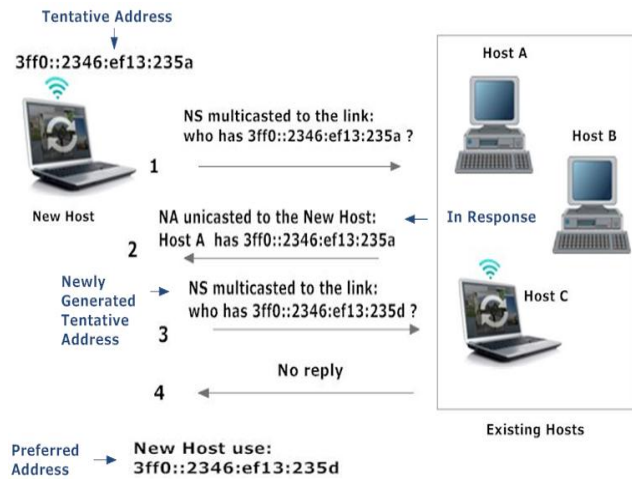 Tentative Address
3ff0::2346:ef13:235a
Host A
NS multicasted to the link:
who has 3ff0::2346:ef13:235a ?
1
Host B
New Host
NA unicasted to the New Host:
Host A has 3ff0::2346:ef13:235a
In Response
2
Newly
Generated
Tentative
Address
NS multicasted to the link:
who has 3ff0::2346:ef13:235d ?
3
Host C
No reply
4
Existing Hosts
Preferred
Address
New Host use:
3ff0::2346:ef13:235d